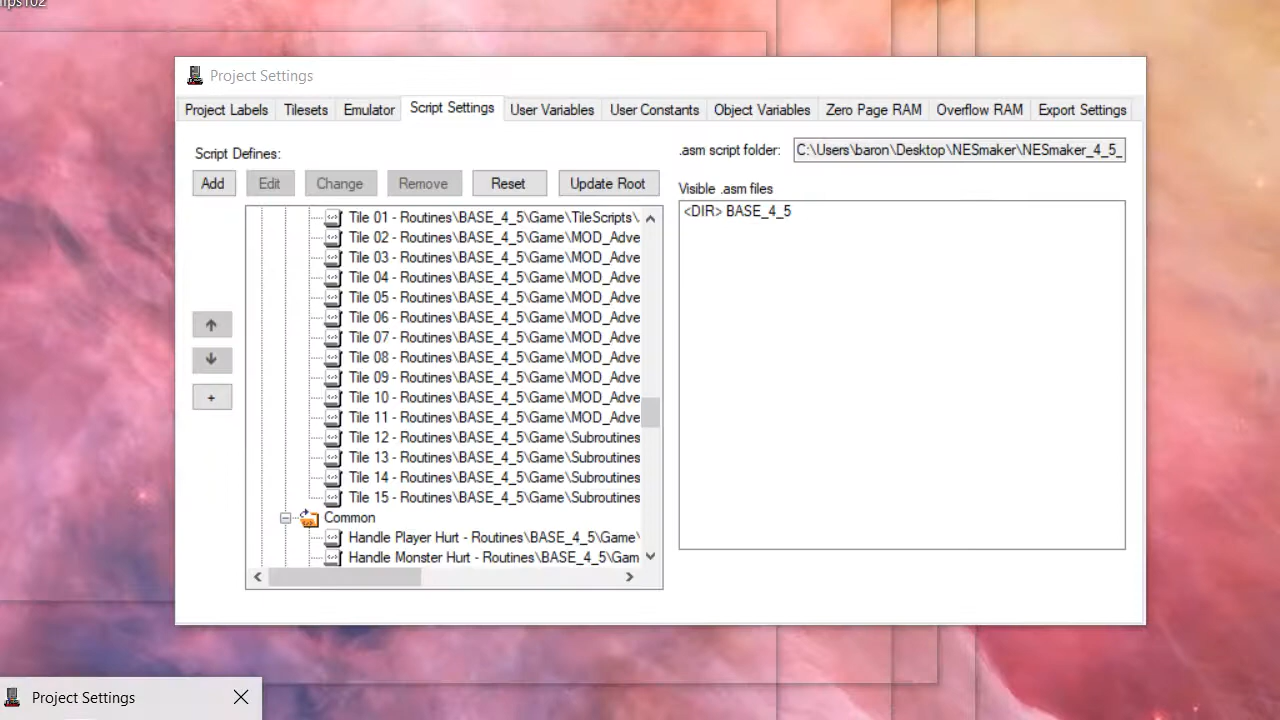 Project Settings
Project Labels Tilesets Emulator Script Settings User Variables User Constants Object Variables Zero Page RAM Overflow RAM Export Settings
Script Defines:
.asm script folder: C:\Users\baron\Desktop\NESmaker\NESmaker_4_5_
Add Edit Change Remove Reset Update Root
Visible .asm files
<DIR> BASE_4_5
Tile 01 - Routines\BASE_4_5\Game\TileScripts\
Tile 02 - Routines\BASE_4_5\Game\MOD_Adve
Tile 03 - Routines\BASE_4_5\Game\MOD_Adve
Tile 04 - Routines\BASE_4_5\Game\MOD_Adve
Tile 05 - Routines\BASE_4_5\Game\MOD_Adve
Tile 06 - Routines\BASE_4_5\Game\MOD_Adve
Tile 07 - Routines\BASE_4_5\Game\MOD_Adve
Tile 08 - Routines\BASE_4_5\Game\MOD_Adve
Tile 09 - Routines\BASE_4_5\Game\MOD_Adve
Tile 10 - Routines\BASE_4_5\Game\MOD_Adve
Tile 11 - Routines\BASE_4_5\Game\MOD_Adve
Tile 12 - Routines\BASE_4_5\Game\Subroutines
Tile 13 - Routines\BASE_4_5\Game\Subroutines
Tile 14 - Routines\BASE_4_5\Game\Subroutines
Tile 15 - Routines\BASE_4_5\Game\Subroutines
Common
Handle Player Hurt - Routines\BASE_4_5\Game\
Handle Monster Hurt - Routines\BASE_4_5\Gam
Project Settings